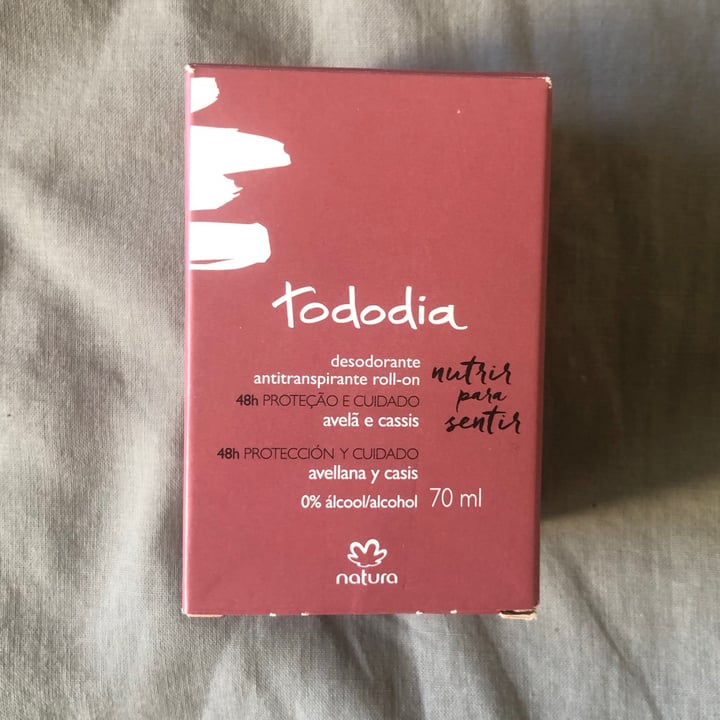 tododia
desodorante
antitranspirante roll-on
48h PROTEÇÃO E CUIDADO
avelã e cassis
nutrir
para
sentir
48h PROTECCIÓN Y CUIDADO
avellana y casis
0% álcool/alcohol 70 ml
natura